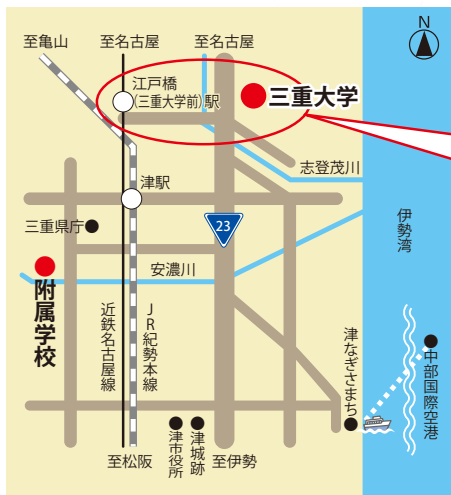 至亀山
至名古屋
至名古屋
N
江戸橋
(三重大学前)駅
三重大学
志登茂川
津駅
三重県庁
23
伊勢湾
安濃川
附属学校
近鉄名古屋線
JR紀勢本線
津なぎさまち
中部国際空港
津市役所
津城跡
至松阪
至伊勢